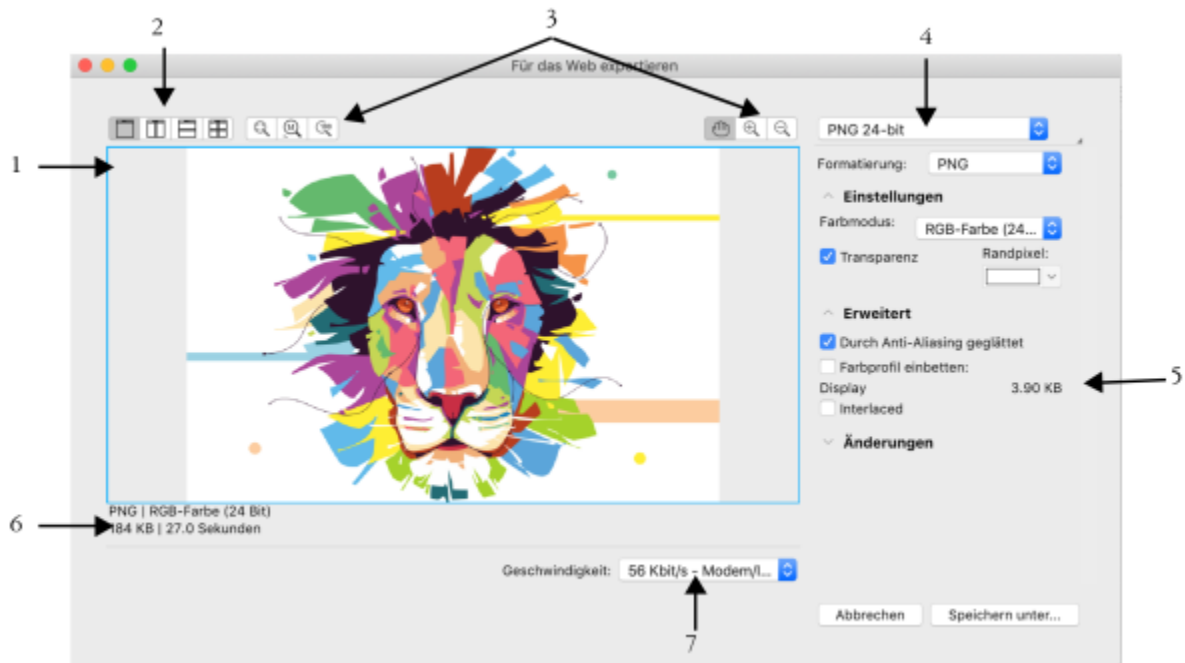 2
3
4
Für das Web exportieren
PNG 24-bit
1
Formatierung: PNG
Einstellungen
Farbmodus: RGB-Farbe (24...
Transparenz
Randpixel:
Erweitert
Durch Anti-Aliasing geglättet
Farbprofil einbetten:
Display 3.90 KB
5
Interlaced
Änderungen
PNG | RGB-Farbe (24 Bit)
6
184 KB | 27.0 Sekunden
Geschwindigkeit: 56 Kbit/s - Modem/I...
Abbrechen
Speichern unter...
7